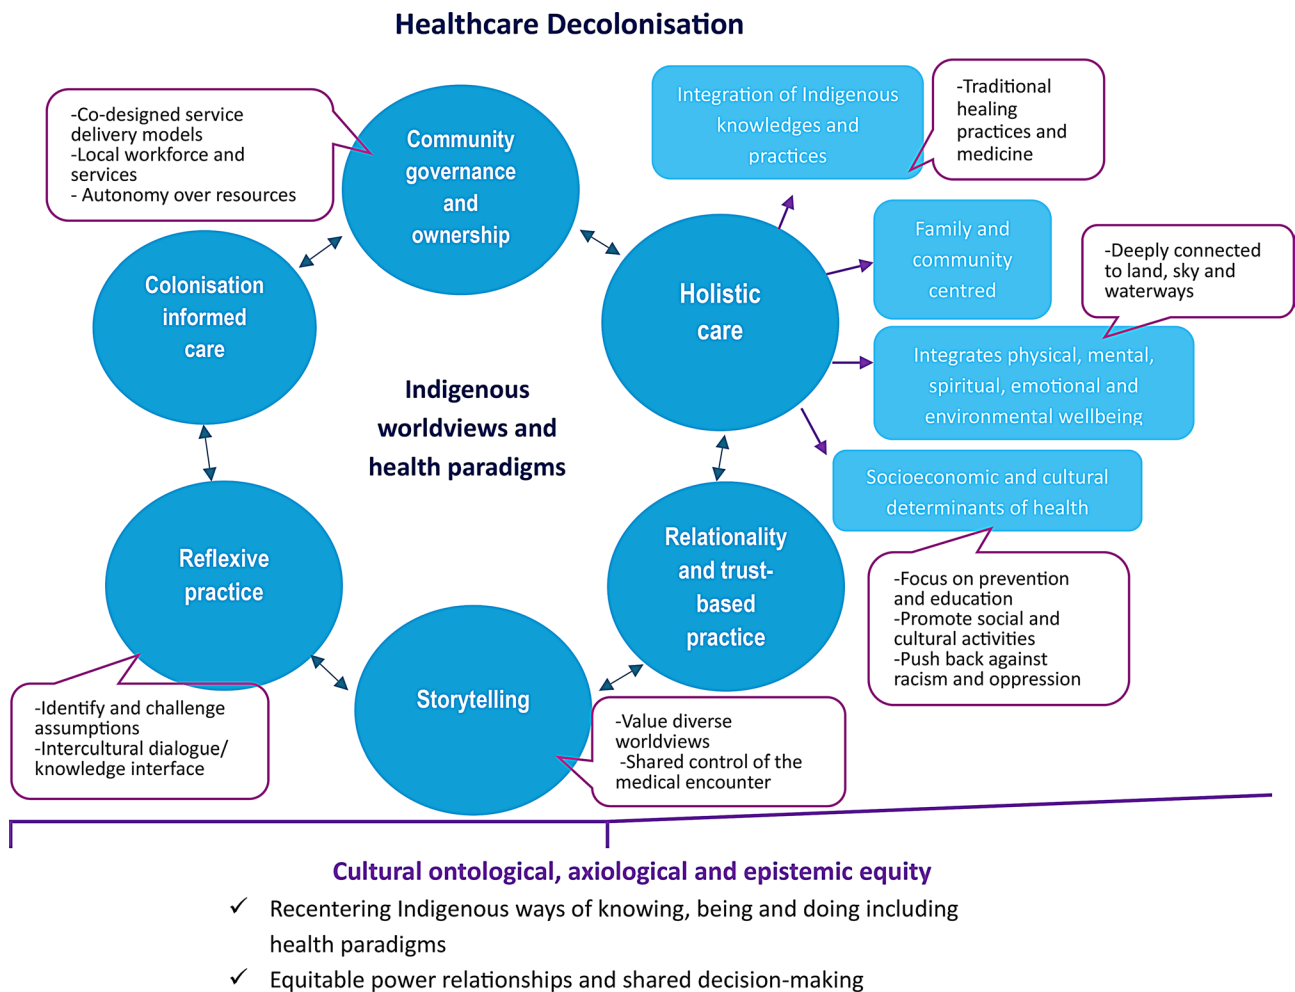 Healthcare Decolonisation
-Co-designed service
delivery models
-Local workforce and
services
- Autonomy over resources
Community
governance
and
ownership
Integration of Indigenous
knowledges and
practices
-Traditional
healing
practices and
medicine
Colonisation
informed
care
Holistic
care
Family and
community
centred
-Deeply connected
to land, sky and
waterways
Integrates physical, mental,
spiritual, emotional and
environmental wellbeing
Indigenous
worldviews and
health paradigms
Socioeconomic and cultural
determinants of health
-Focus on prevention
and education
-Promote social and
cultural activities
-Push back against
racism and oppression
Reflexive
practice
Relationality
and trust-
based
practice
-Identify and challenge
assumptions
-Intercultural dialogue/
knowledge interface
Storytelling
-Value diverse
worldviews
-Shared control of the
medical encounter
Cultural ontological, axiological and epistemic equity
✓ Recentering Indigenous ways of knowing, being and doing including
health paradigms
✓ Equitable power relationships and shared decision-making